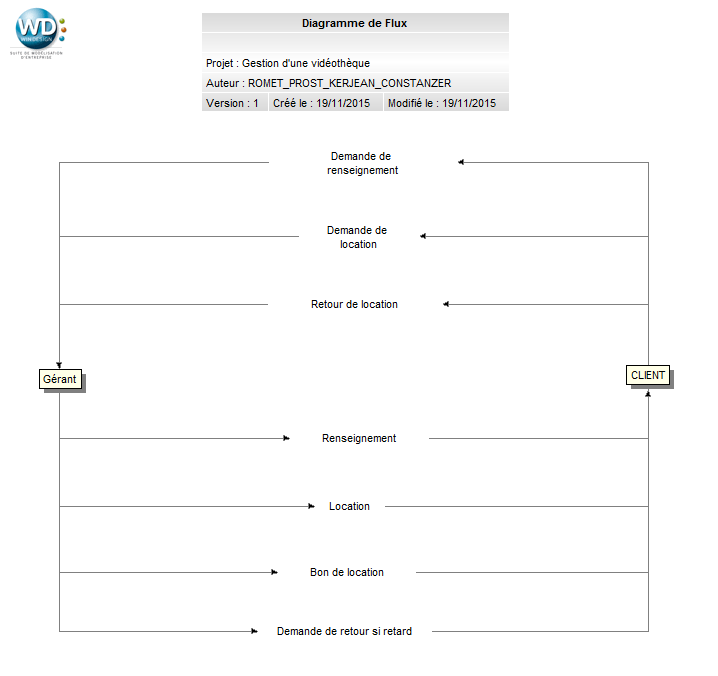 WD:
WINDESIGN
SUITE DE MODÉLISATION
D'ENTREPRISE
Diagramme de Flux
Projet : Gestion d'une vidéothèque
Auteur : ROMET_PROST_KERJEAN_CONSTANZER
Version : 1 Créé le : 19/11/2015 Modifié le : 19/11/2015
Demande de
renseignement
Demande de
location
Retour de location
Gérant
CLIENT
Renseignement
Location
Bon de location
Demande de retour si retard